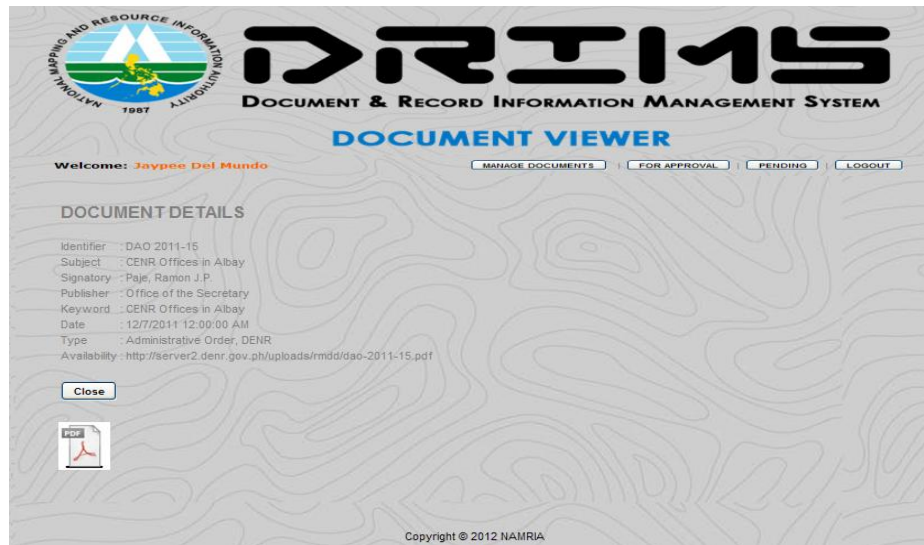 NATIONAL MAPPING AND RESOURCE INFORMATION AUTHORITY
1987
DRIMS
DOCUMENT & RECORD INFORMATION MANAGEMENT SYSTEM
DOCUMENT VIEWER
Welcome: Jaypee Del Mundo
MANAGE DOCUMENTS | FOR APPROVAL | PENDING | LOGOUT
DOCUMENT DETAILS
Identifier : DAO 2011-15
Subject : CENR Offices in Albay
Signatory : Paje, Ramon J.P.
Publisher : Office of the Secretary
Keyword : CENR Offices in Albay
Date : 12/7/2011 12:00:00 AM
Type : Administrative Order, DENR
Availability : http://server2.denr.gov.ph/uploads/rmdd/dao-2011-15.pdf
Close
PDF
Copyright © 2012 NAMRIA